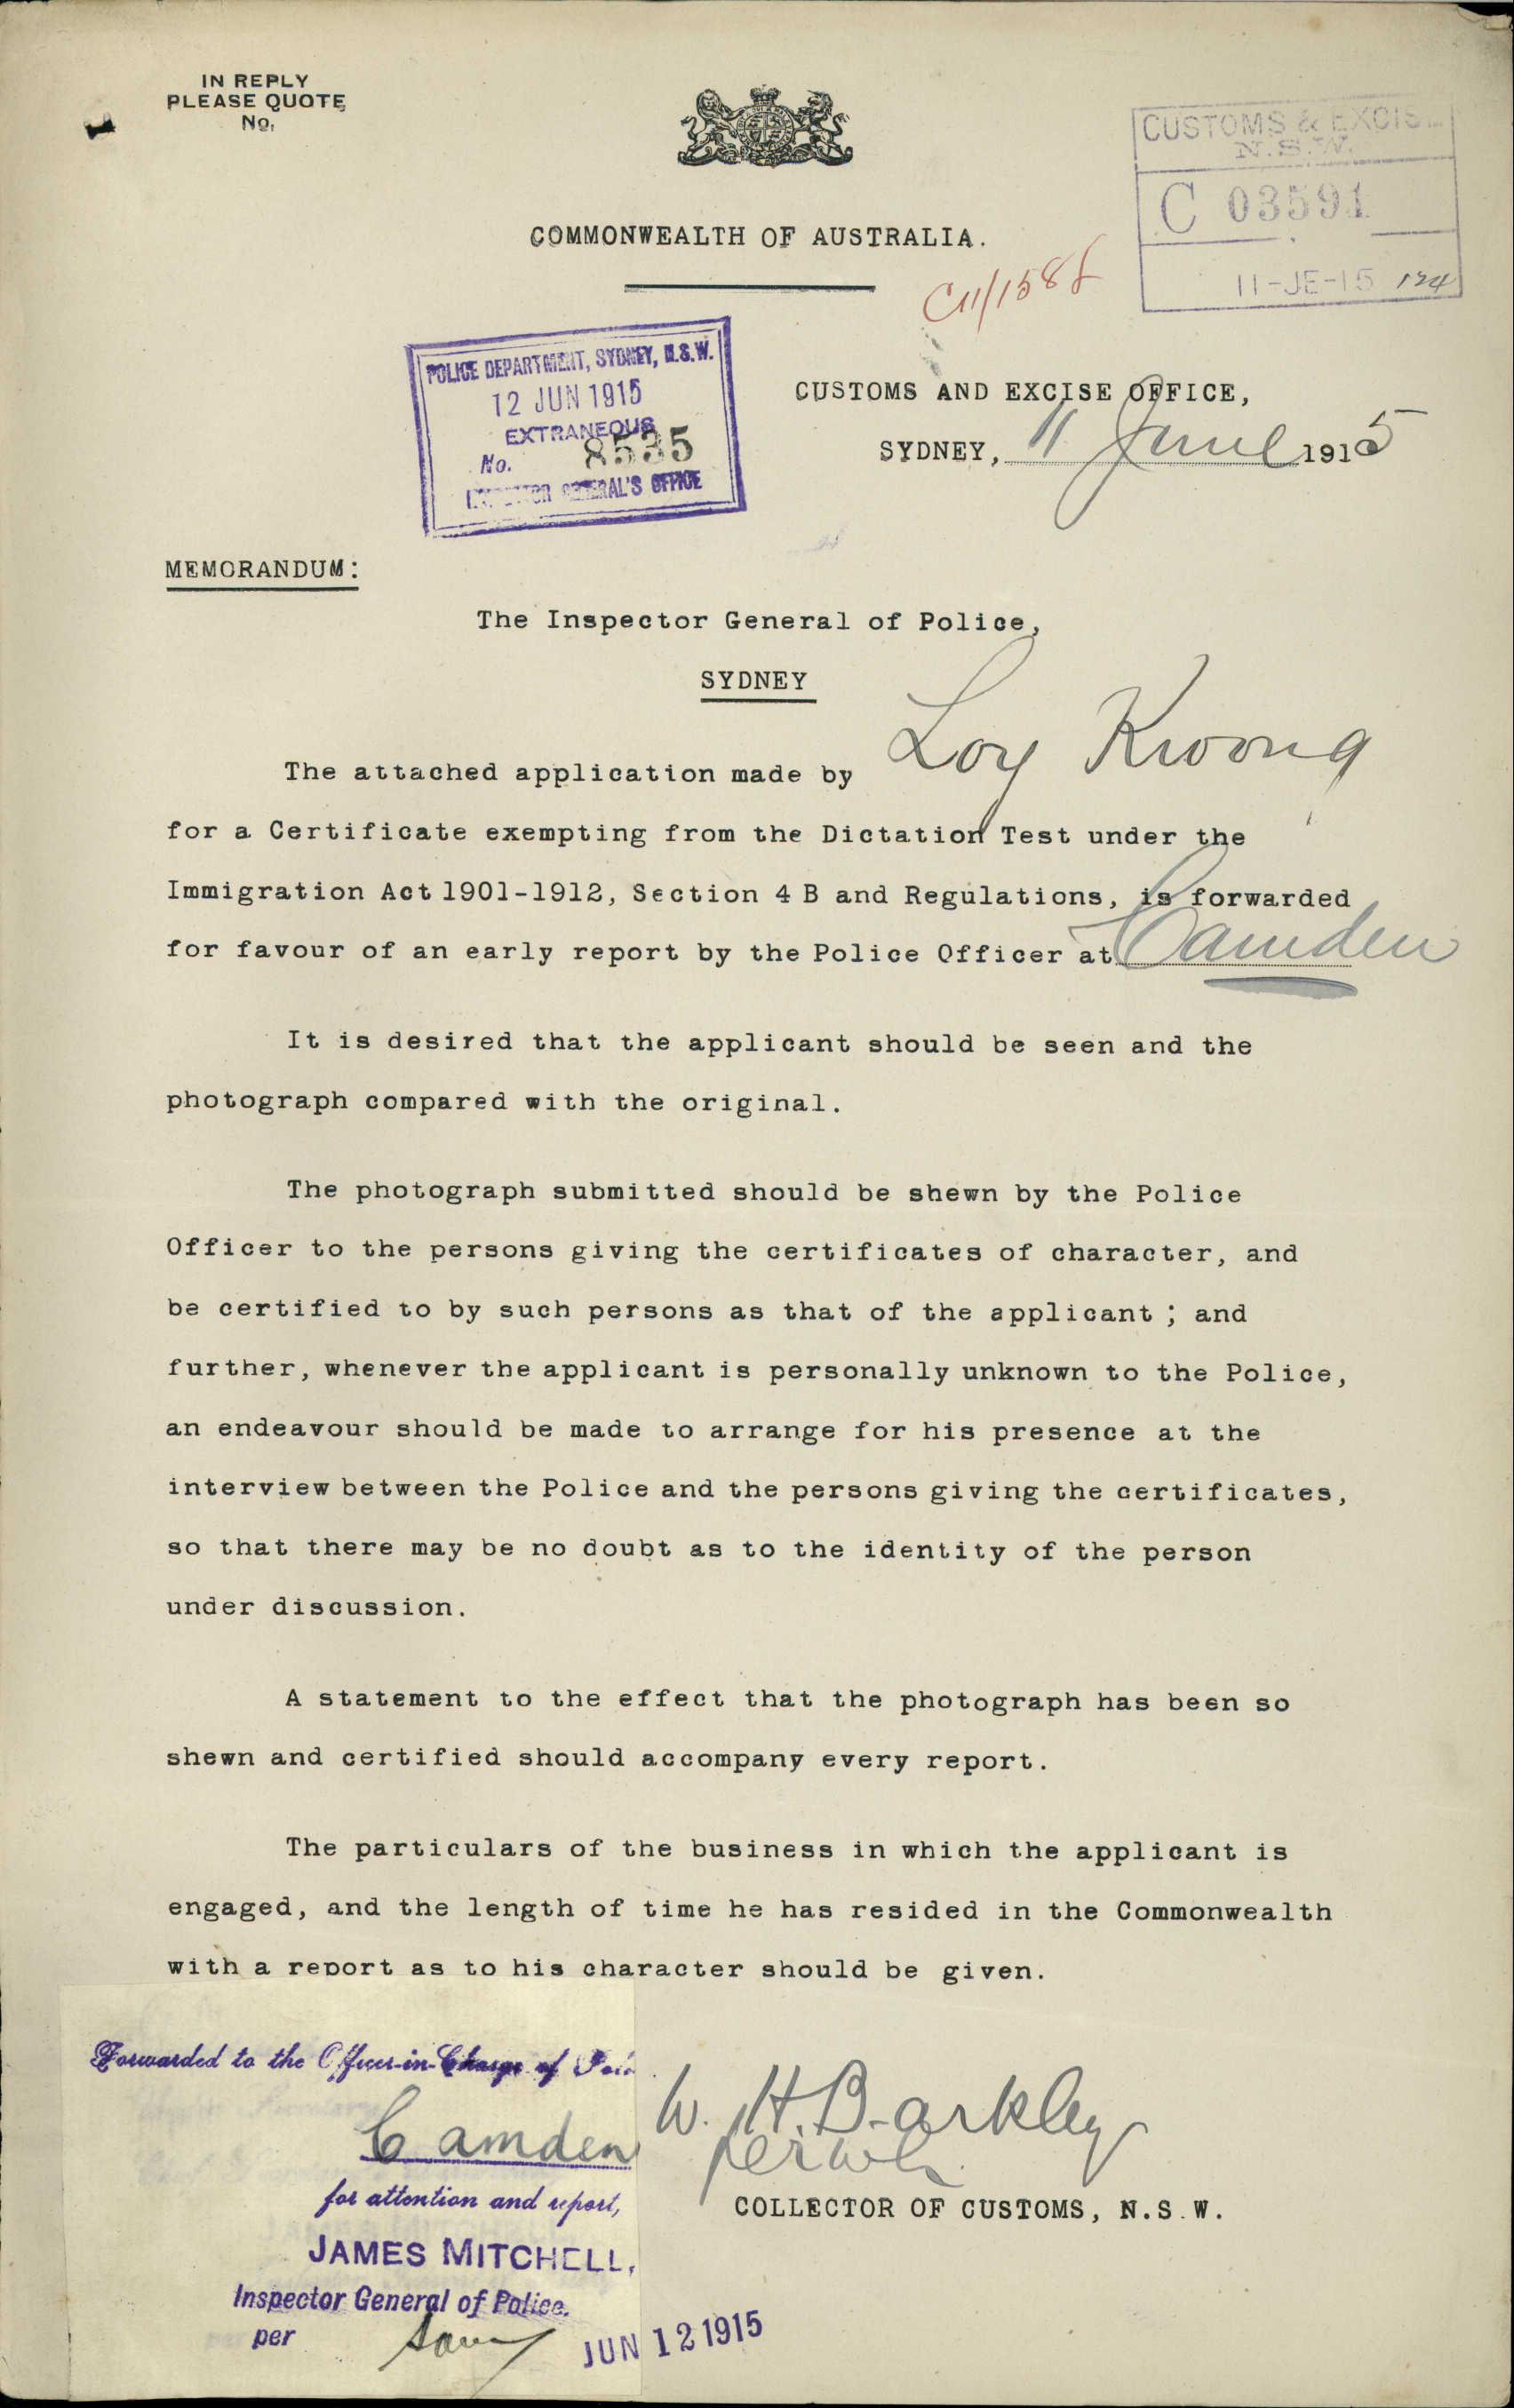 IN REPLY
PLEASE QUOTE
No.
CUSTOMS & EXCISE
N.S.W.
C 03591
11-JE-15 124
COMMONWEALTH OF AUSTRALIA.
POLICE DEPARTMENT, SYDNEY, N.S.W.
12 JUN 1915
EXTRANEOUS
No. 8535
INSPECTOR GENERAL'S OFFICE
CUSTOMS AND EXCISE OFFICE,
SYDNEY, 11 June 1915
MEMORANDUM:
The Inspector General of Police,
SYDNEY
The attached application made by Loy Kwong
for a Certificate exempting from the Dictation Test under the
Immigration Act 1901-1912, Section 4 B and Regulations, is forwarded
for favour of an early report by the Police Officer at Camden
It is desired that the applicant should be seen and the
photograph compared with the original.
The photograph submitted should be shewn by the Police
Officer to the persons giving the certificates of character, and
be certified to by such persons as that of the applicant ; and
further, whenever the applicant is personally unknown to the Police,
an endeavour should be made to arrange for his presence at the
interview between the Police and the persons giving the certificates,
so that there may be no doubt as to the identity of the person
under discussion.
A statement to the effect that the photograph has been so
shewn and certified should accompany every report.
The particulars of the business in which the applicant is
engaged, and the length of time he has resided in the Commonwealth
with a report as to his character should be given.
Forwarded to the Officer-in-Charge of
Camden
for attention and report,
JAMES MITCHELL,
Inspector General of Police.
per
JUN 12 1915
W. H. Barkley
COLLECTOR OF CUSTOMS, N.S.W.